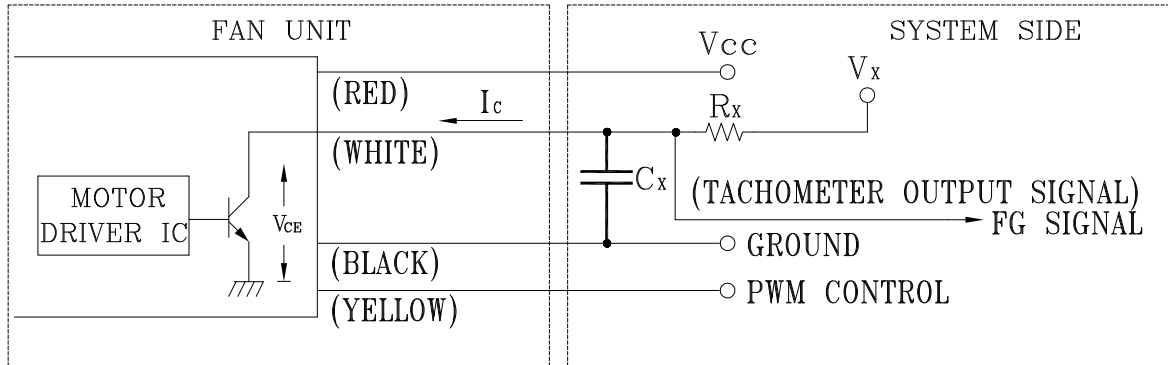 FAN UNIT
SYSTEM SIDE
Vcc
Vx
(RED)
Ic
Rx
(WHITE)
Cx
MOTOR
DRIVER IC
VCE
(TACHOMETER OUTPUT SIGNAL)
FG SIGNAL
(BLACK)
GROUND
(YELLOW)
PWM CONTROL